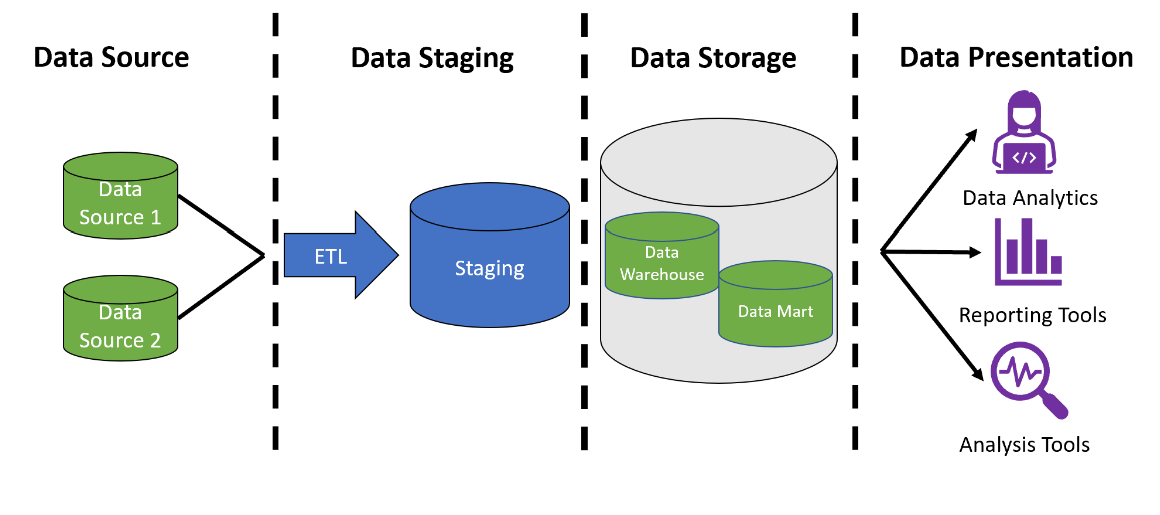 Data Source
Data Staging
Data Storage
Data Presentation
Data
Source 1
Data
Source 2
ETL
Staging
Data
Warehouse
Data Mart
</>
Data Analytics
Reporting Tools
Analysis Tools